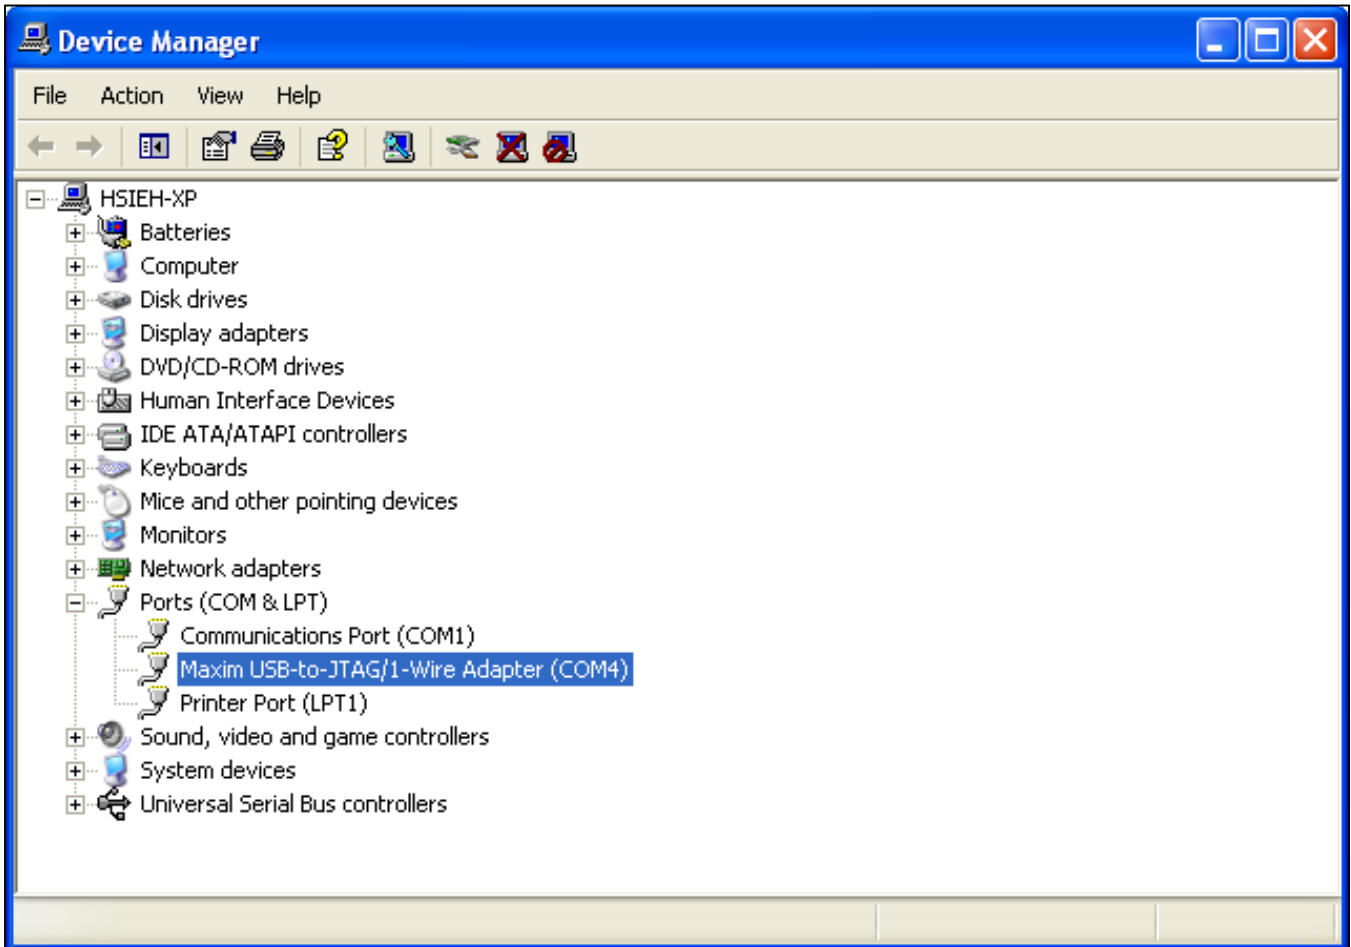 Device Manager
File Action View Help
HSIEH-XP
Batteries
Computer
Disk drives
Display adapters
DVD/CD-ROM drives
Human Interface Devices
IDE ATA/ATAPI controllers
Keyboards
Mice and other pointing devices
Monitors
Network adapters
Ports (COM & LPT)
Communications Port (COM1)
Maxim USB-to-JTAG/1-Wire Adapter (COM4)
Printer Port (LPT1)
Sound, video and game controllers
System devices
Universal Serial Bus controllers